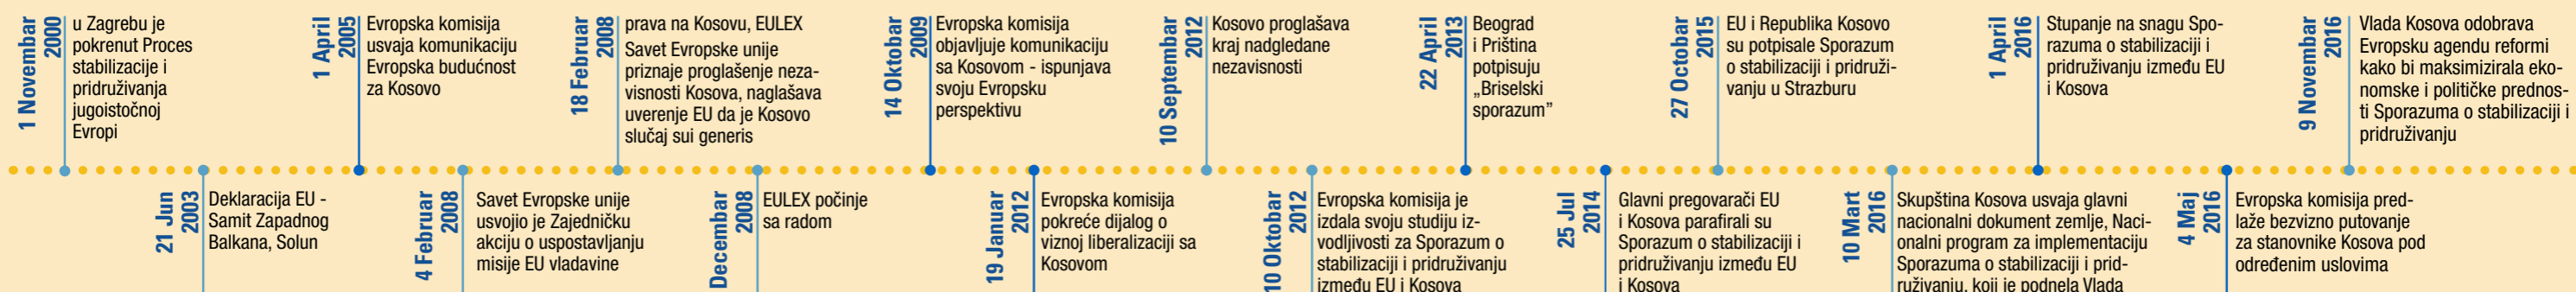 1 Novembar
2000
u Zagrebu je
pokrenut Proces
stabilizacije i
pridruživanja
jugoistočnoj
Evropi
21 Jun
2003
Deklaracija EU -
Samit Zapadnog
Balkana, Solun
1 April
2005
Evropska komisija
usvaja komunikaciju
Evropska budućnost
za Kosovo
4 Februar
2008
Savet Evropske unije
usvojio je Zajedničku
akciju o uspostavljanju
misije EU vladavine
18 Februar
2008
prava na Kosovu, EULEX
Savet Evropske unije
priznaje proglašenje neza-
visnosti Kosova, naglašava
uverenje EU da je Kosovo
slučaj sui generis
Decembar
2008
EULEX počinje
sa radom
14 Oktobar
2009
Evropska komisija
objavljuje komunikaciju
sa Kosovom - ispunjava
svoju Evropsku
perspektivu
19 Januar
2012
Evropska komisija
pokreće dijalog o
viznoj liberalizaciji sa
Kosovom
10 Septembar
2012
Kosovo proglašava
kraj nadgledane
nezavisnosti
10 Oktobar
2012
Evropska komisija je
izdala svoju studiju iz-
vodljivosti za Sporazum o
stabilizaciji i pridruživanju
između EU i Kosova
22 April
2013
Beograd
i Priština
potpisuju
„Briselski
sporazum”
25 Jul
2014
Glavni pregovarači EU
i Kosova parafirali su
Sporazum o stabilizaciji i
pridruživanju između EU
i Kosova
27 Octobar
2015
EU i Republika Kosovo
su potpisale Sporazum
o stabilizaciji i pridruži-
vanju u Strazburu
10 Mart
2016
Skupština Kosova usvaja glavni
nacionalni dokument zemlje, Naci-
onalni program za implementaciju
Sporazuma o stabilizaciji i prid-
ruživanju, koji je podnela Vlada
1 April
2016
Stupanje na snagu Spo-
razuma o stabilizaciji i
pridruživanju između EU
i Kosova
4 Maj
2016
Evropska komisija pred-
laže bezvizno putovanje
za stanovnike Kosova pod
određenim uslovima
9 Novembar
2016
Vlada Kosova odobrava
Evropsku agendu reformi
kako bi maksimizirala eko-
nomske i političke prednos-
ti Sporazuma o stabilizaciji i
pridruživanju